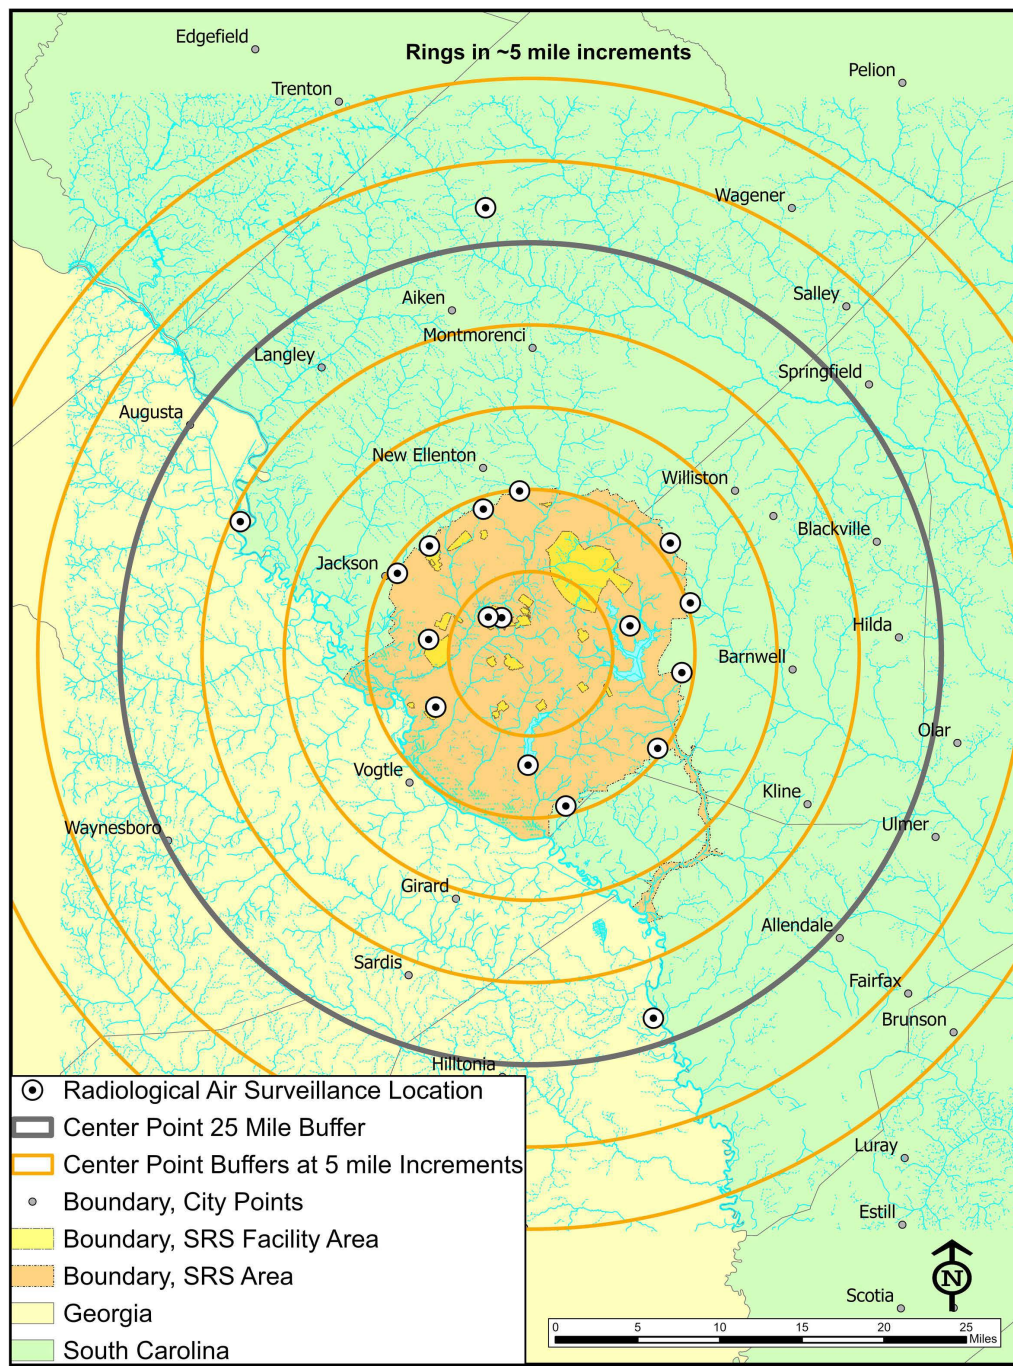 Edgefield
Rings in ~5 mile increments
Pelion
Trenton
Wagener
Aiken
Salley
Montmorenci
Langley
Springfield
Augusta
New Ellenton
Williston
Blackville
Jackson
Hilda
Barnwell
Olar
Vogtle
Kline
Waynesboro
Ulmer
Girard
Allendale
Sardis
Fairfax
Brunson
Hilltonia
Radiological Air Surveillance Location
Center Point 25 Mile Buffer
Center Point Buffers at 5 mile Increments
Luray
Boundary, City Points
Estill
Boundary, SRS Facility Area
Boundary, SRS Area
N
Scotia
Georgia
0 5 10 15 20 25
Miles
South Carolina